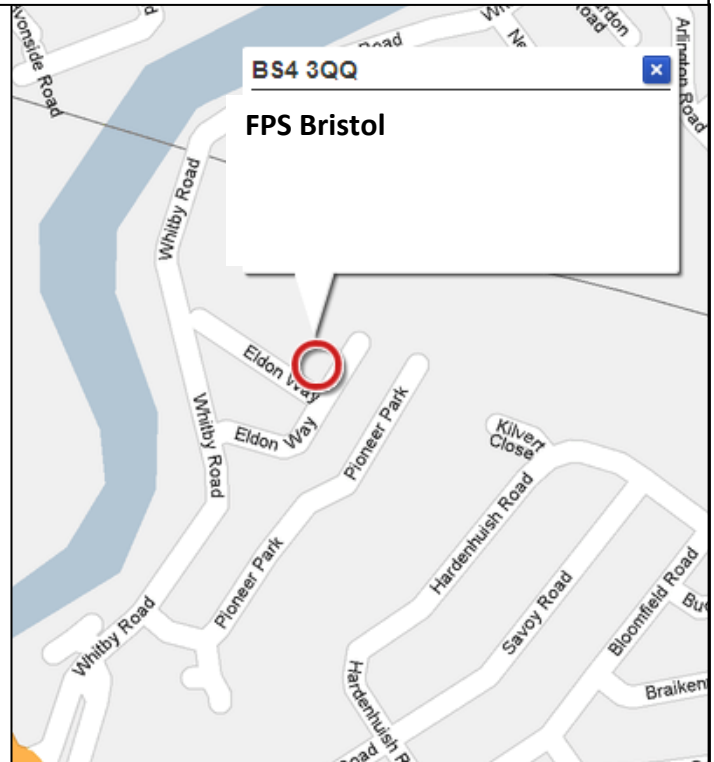 BS4 3QQ
FPS Bristol
Road
Arlington Road
Road
Whitby Road
Eldon Way
Eldon Way
Whitby Road
Pioneer Park
Kilvert
Close
Hardenhuish Road
Pioneer Park
Savoy Road
Bloomfield Road
Whitby Road
Hardenhuish R
Road